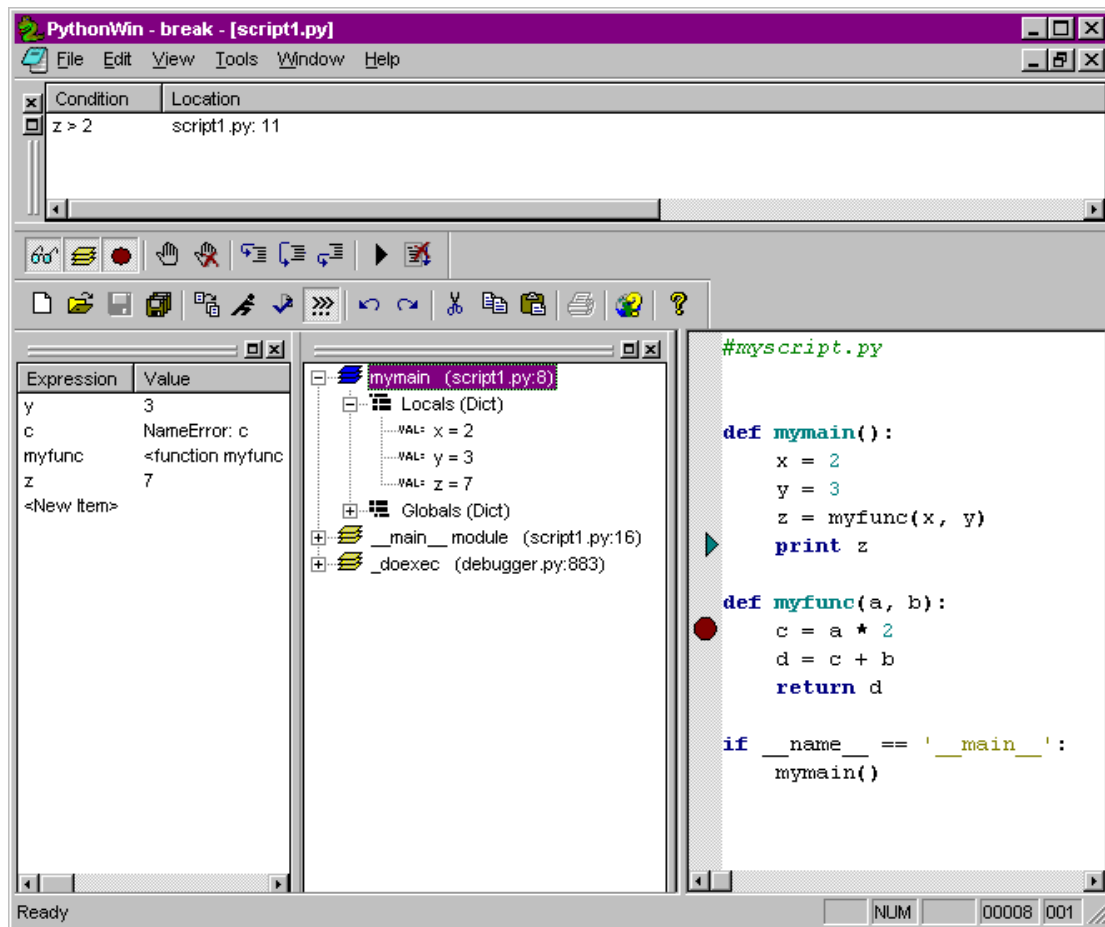 PythonWin - break - [script1.py]
File Edit View Tools Window Help
Condition Location
z > 2 script1.py: 11
Expression Value
y 3
c NameError: c
myfunc <function myfunc
z 7
<New Item>
mymain (script1.py:8)
Locals (Dict)
VAL= x = 2
VAL= y = 3
VAL= z = 7
Globals (Dict)
__main__ module (script1.py:16)
_doexec (debugger.py:883)
#myscript.py
def mymain():
x = 2
y = 3
z = myfunc(x, y)
print z
def myfunc(a, b):
c = a * 2
d = c + b
return d
if __name__ == '__main__':
mymain()
Ready NUM 00008 001